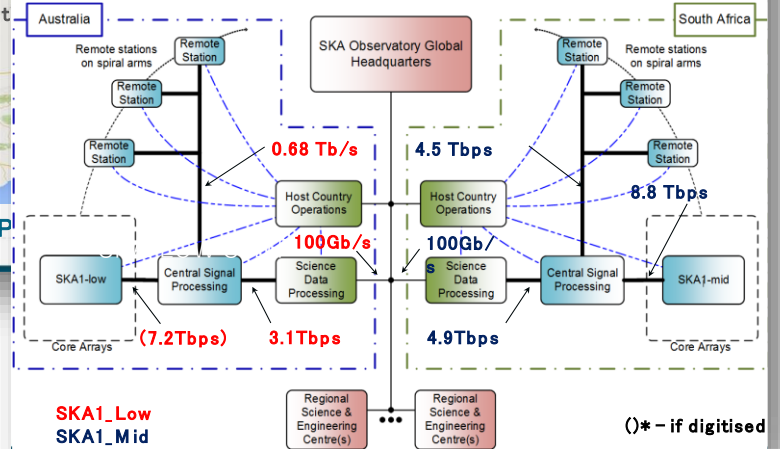 Australia
South Africa
SKA Observatory Global
Headquarters
Remote stations
on spiral arms
Remote
Station
Remote
Station
Remote
Station
Remote
Station
Remote stations
on spiral arms
Remote
Station
Remote
Station
0.68 Tb/s
4.5 Tbps
8.8 Tbps
Host Country
Operations
Host Country
Operations
100Gb/s
100Gb/
s
SKA1-low
Central Signal
Processing
Science
Data
Processing
Science
Data
Processing
Central Signal
Processing
SKA1-mid
(7.2Tbps)
3.1Tbps
4.9Tbps
Core Arrays
Core Arrays
Regional
Science &
Engineering
Centre(s)
Regional
Science &
Engineering
Centre(s)
SKA1_Low
SKA1_Mid
()*-if digitised